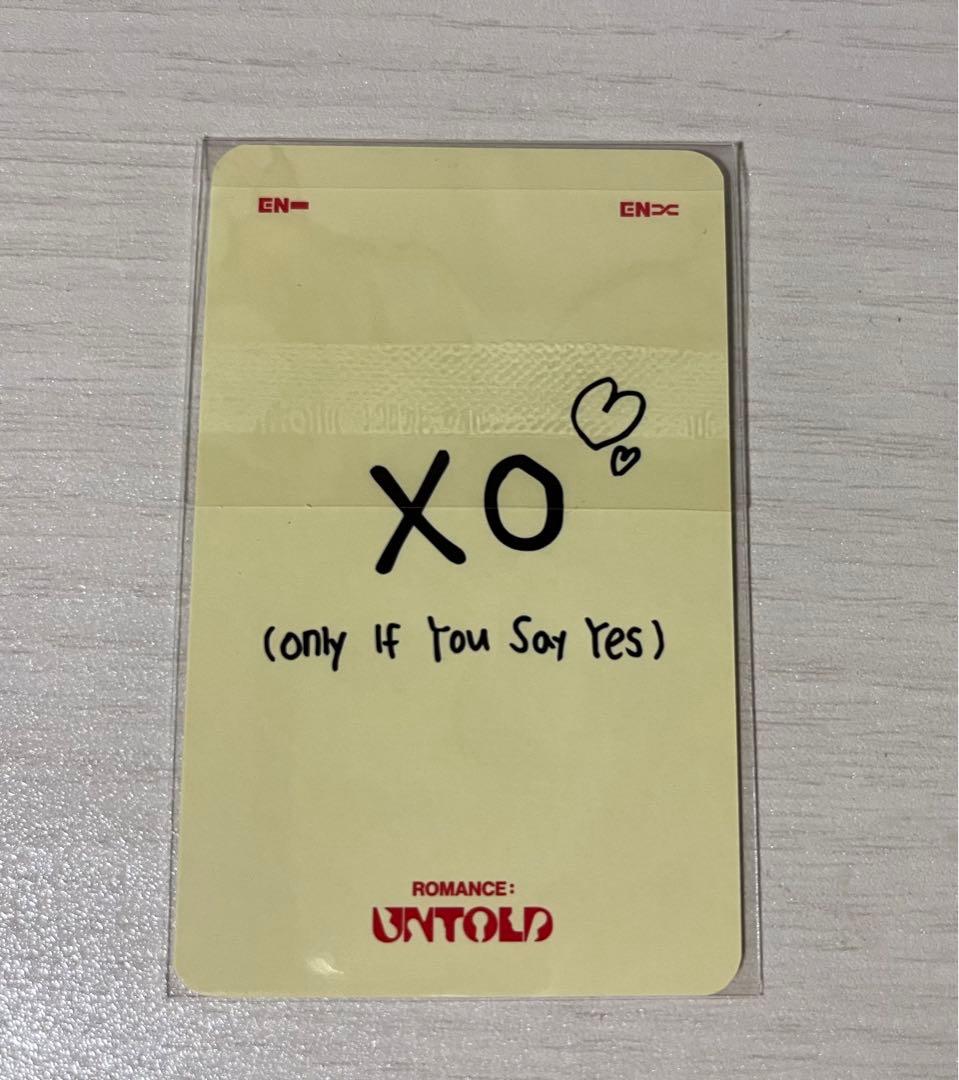 EN-
EN-
XO
(only If You Say Yes)
ROMANCE:
UNTOLD